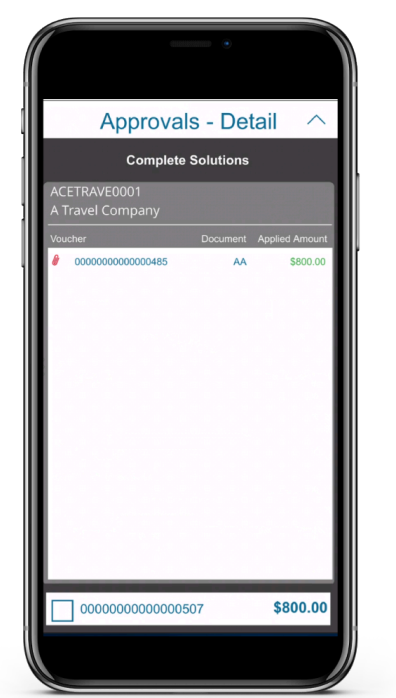 Approvals - Detail
Complete Solutions
ACETRAVE0001
A Travel Company
Voucher Document Applied Amount
00000000000000485 AA $800.00
00000000000000507 $800.00